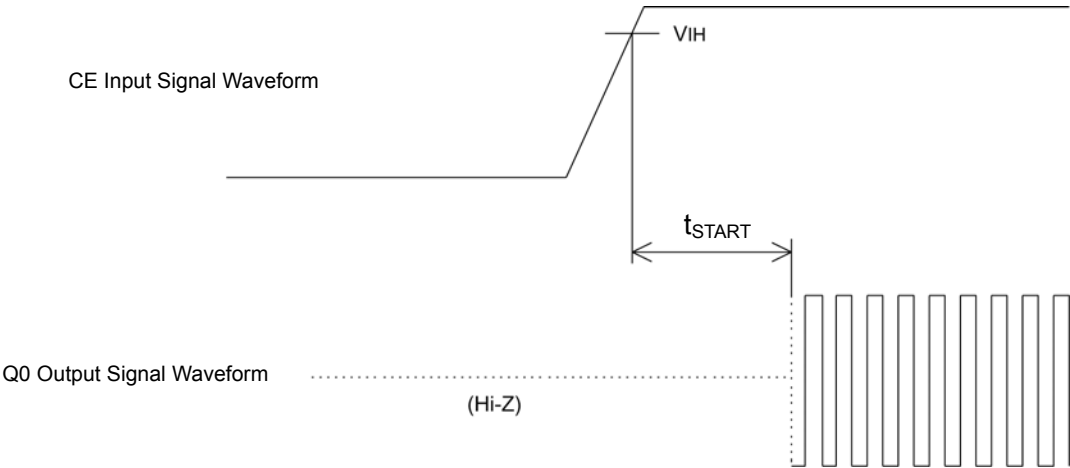 VIH
CE Input Signal Waveform
tSTART
Q0 Output Signal Waveform
(Hi-Z)